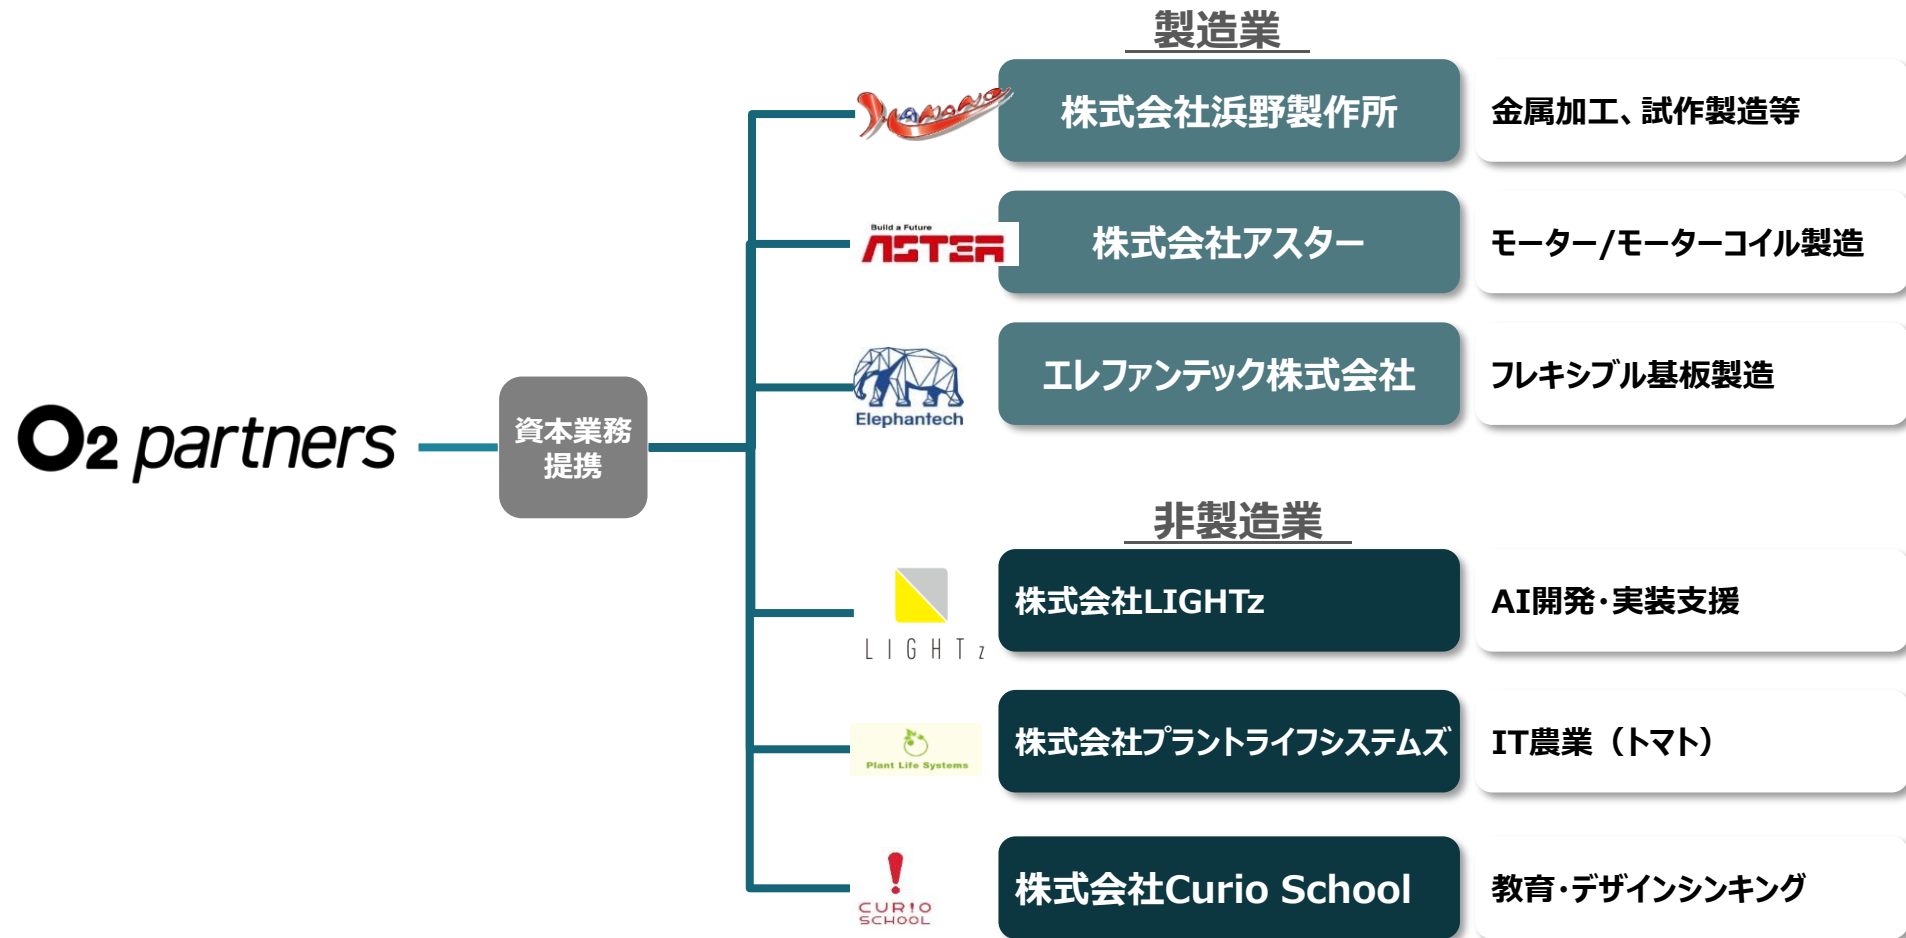 O2 partners
資本業務
提携
製造業
HAMANO
株式会社浜野製作所
金属加工、試作製造等
Build a Future
ASTER
株式会社アスター
モーター/モーターコイル製造
Elephantech
エレファンテック株式会社
フレキシブル基板製造
非製造業
LIGHTz
株式会社LIGHTz
AI開発・実装支援
Plant Life Systems
株式会社プラントライフシステムズ
IT農業（トマト）
CUR!O
SCHOOL
株式会社Curio School
教育・デザインシンキング